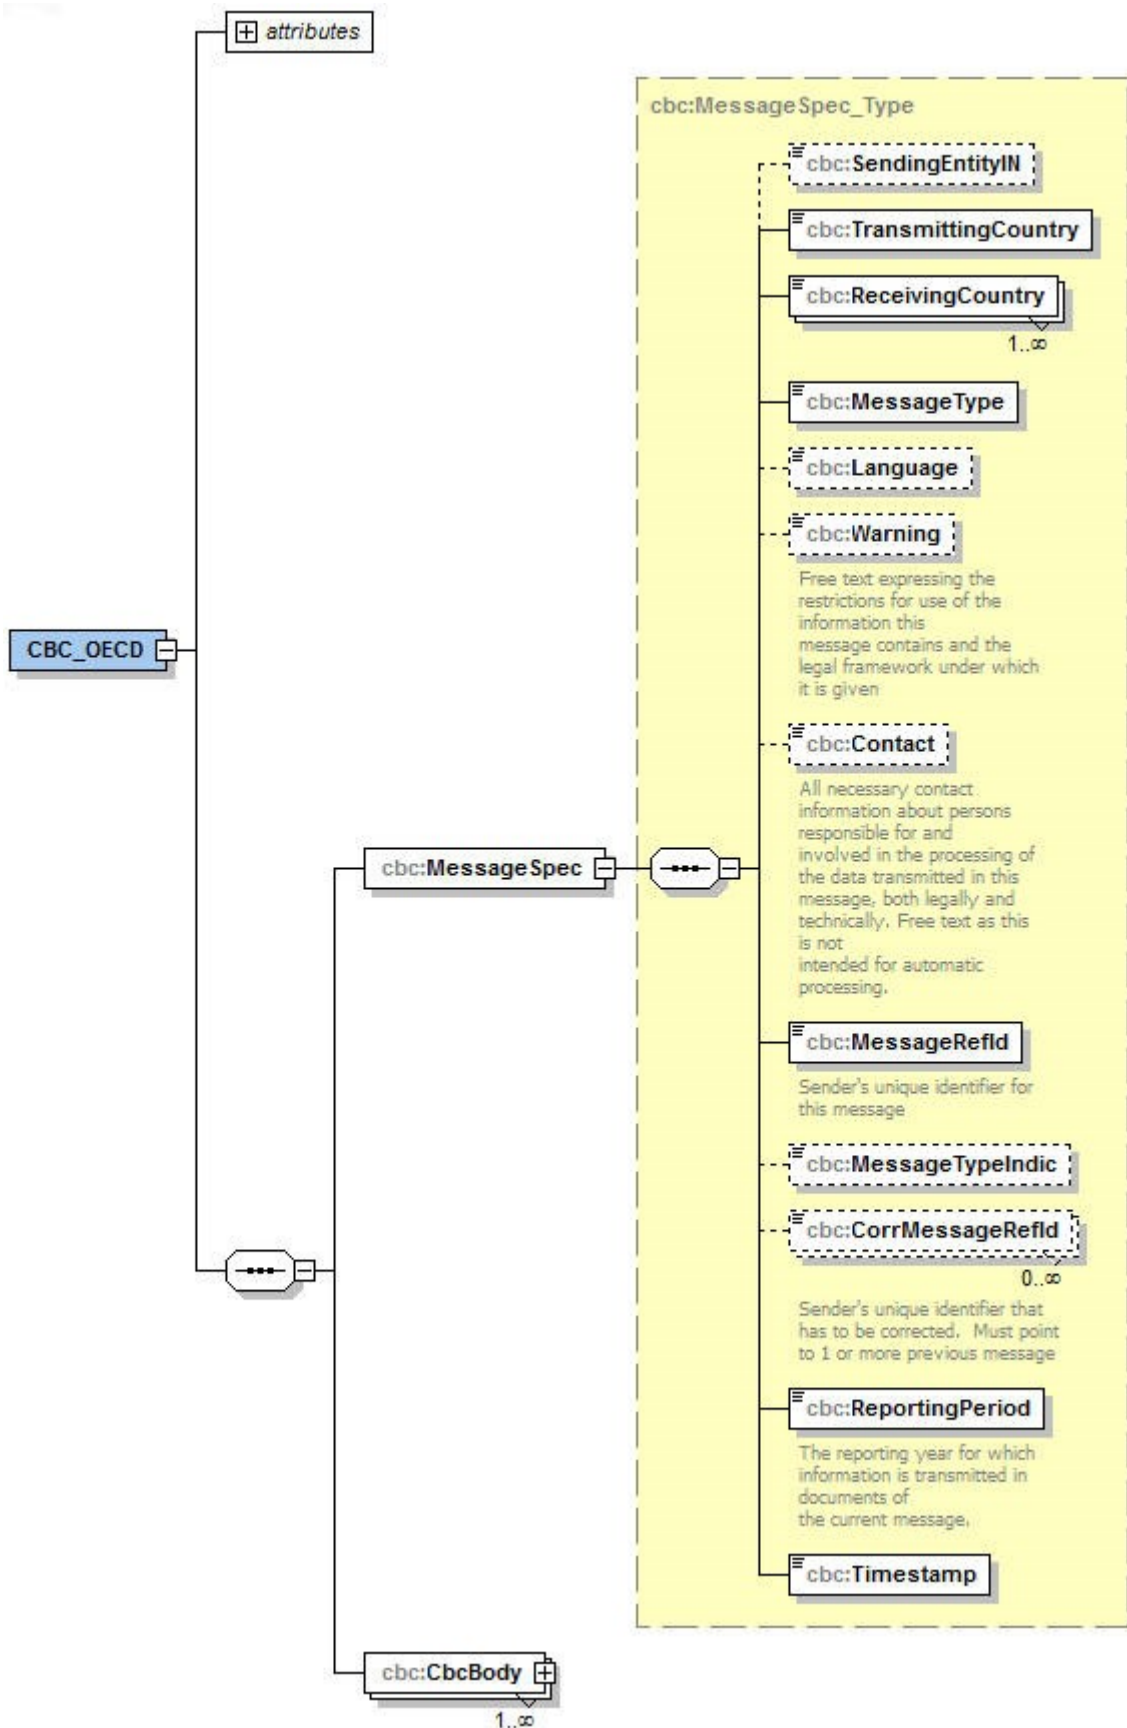 attributes
cbc:MessageSpec_Type
cbc:SendingEntityIN
cbc:TransmittingCountry
cbc:ReceivingCountry
1..∞
cbc:MessageType
cbc:Language
cbc:Warning
Free text expressing the
restrictions for use of the
information this
message contains and the
legal framework under which
it is given
CBC_OECD
cbc:Contact
All necessary contact
information about persons
responsible for and
involved in the processing of
the data transmitted in this
message, both legally and
technically. Free text as this
is not
intended for automatic
processing.
cbc:MessageSpec
cbc:MessageRefId
Sender's unique identifier for
this message
cbc:MessageTypeIndic
cbc:CorrMessageRefId
0..∞
Sender's unique identifier that
has to be corrected.  Must point
to 1 or more previous message
cbc:ReportingPeriod
The reporting year for which
information is transmitted in
documents of
the current message.
cbc:Timestamp
cbc:CbcBody
1..∞